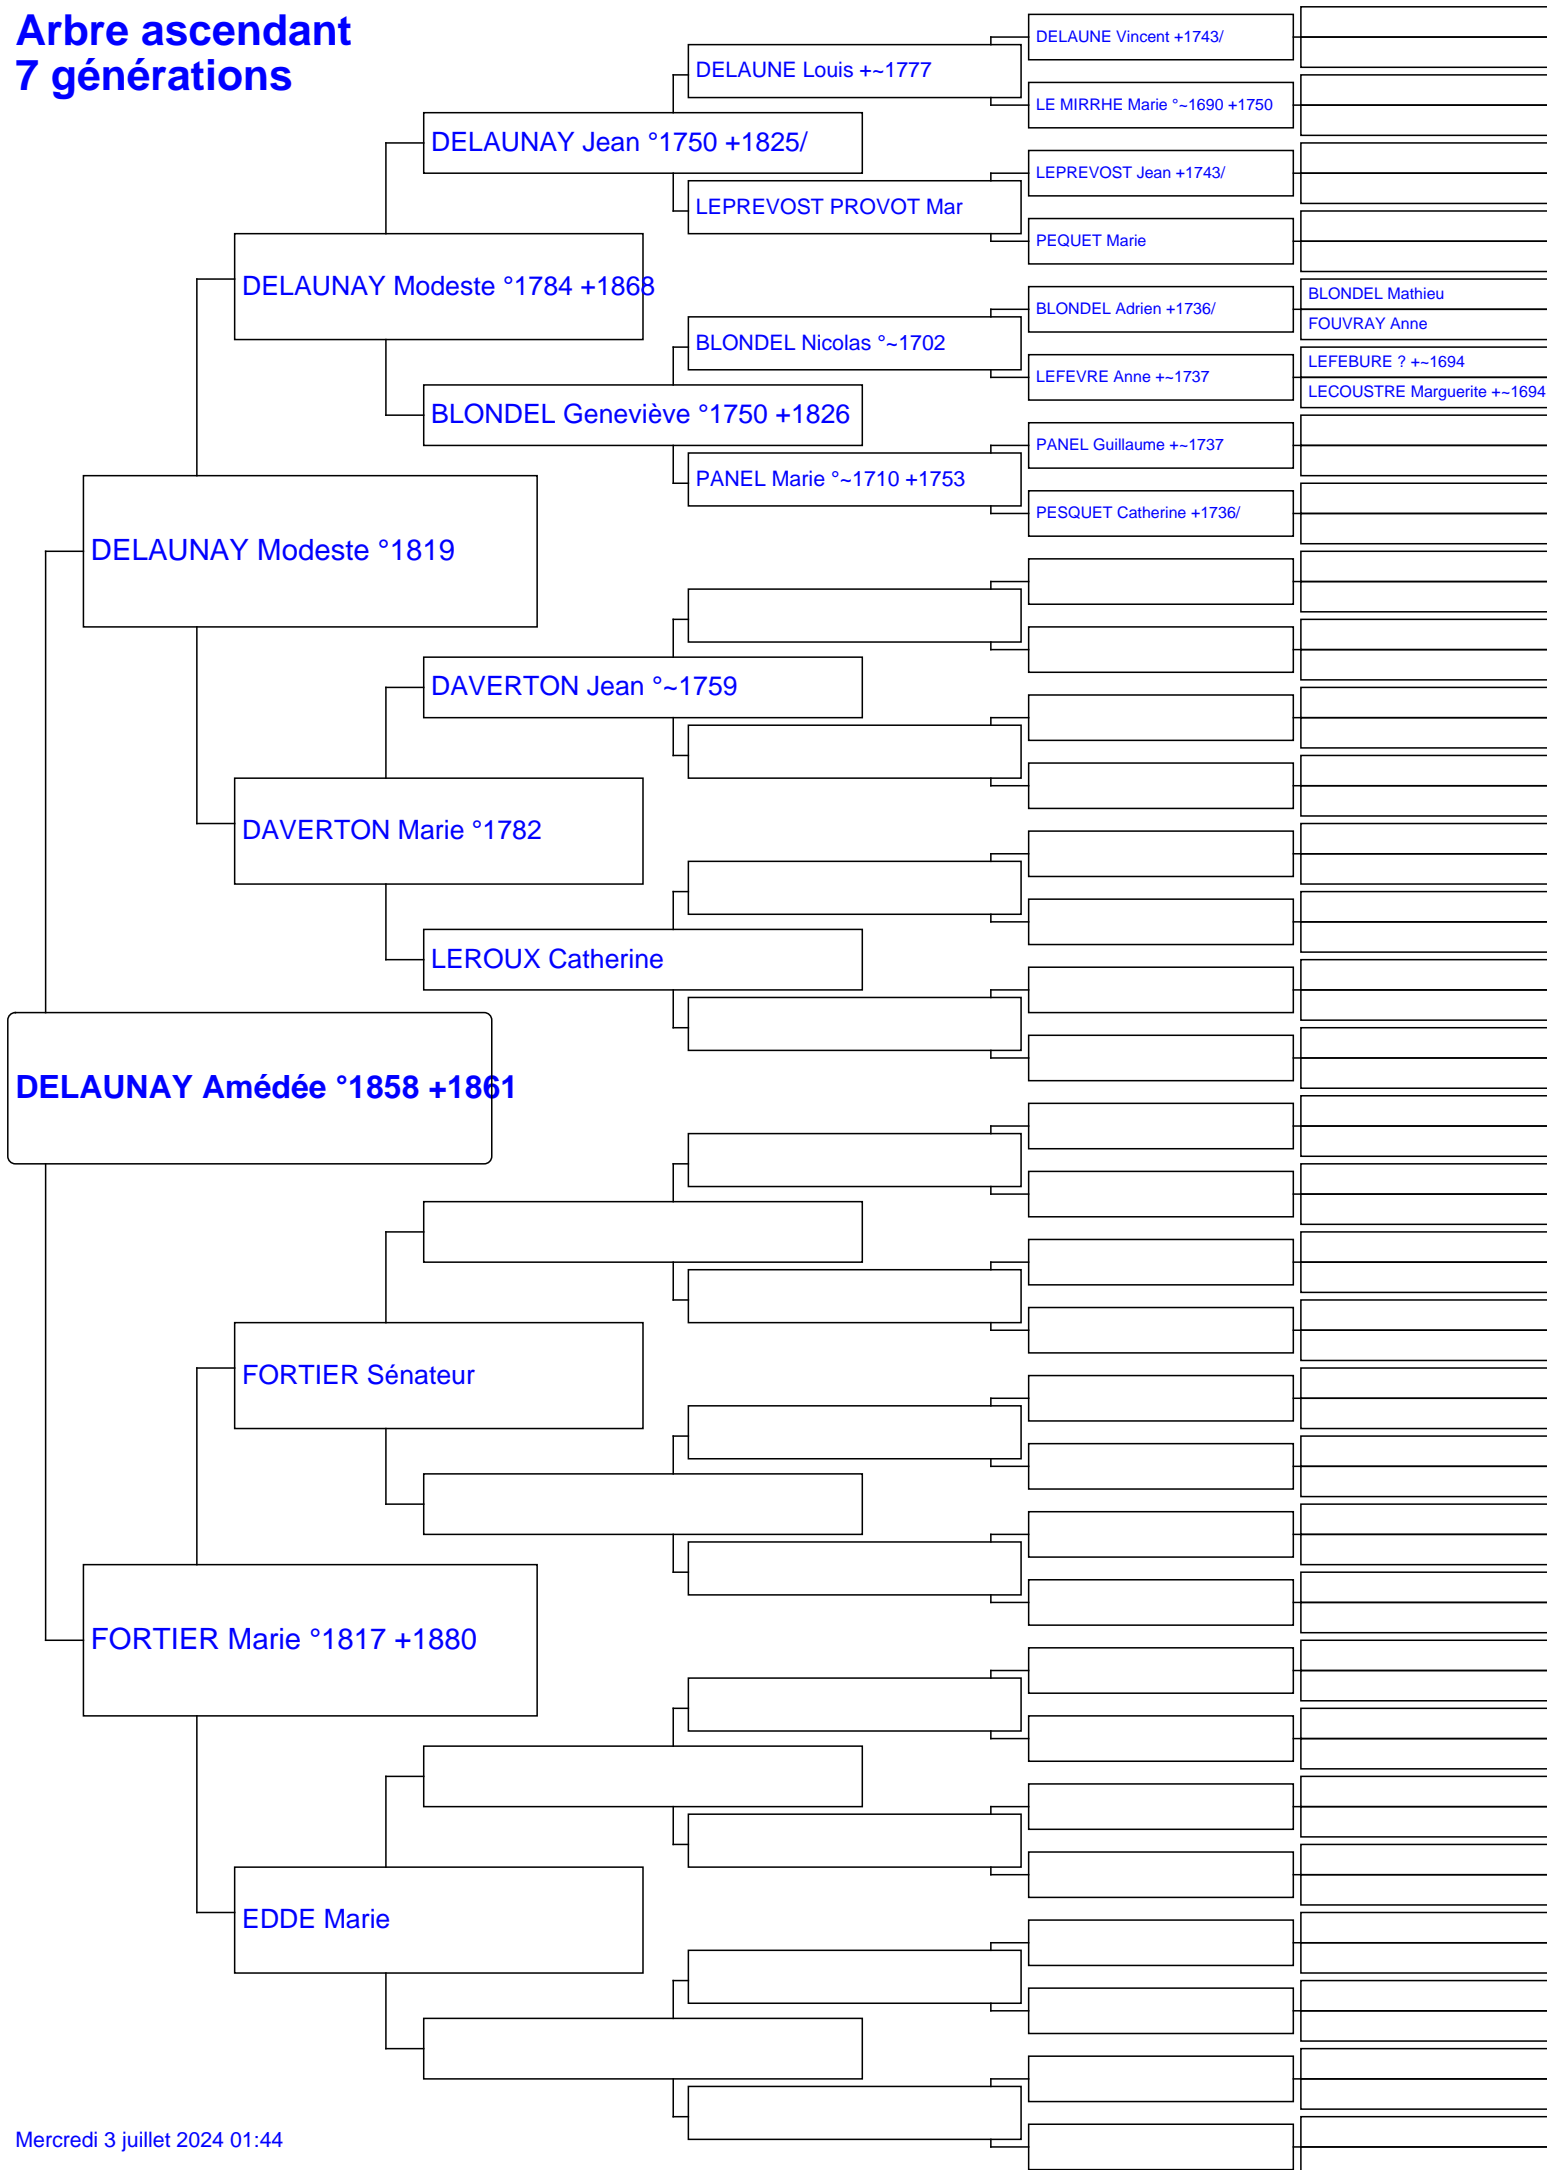 Arbre ascendant
7 générations
DELAUNE Vincent +1743/
DELAUNE Louis +~1777
LE MIRRHE Marie °~1690 +1750
DELAUNAY Jean °1750 +1825/
LEPREVOST Jean +1743/
LEPREVOST PROVOT Mar
PEQUET Marie
DELAUNAY Modeste °1784 +1868
BLONDEL Mathieu
BLONDEL Adrien +1736/
FOUVRAY Anne
BLONDEL Nicolas °~1702
LEFEBURE ? +~1694
LEFEVRE Anne +~1737
LECOUSTRE Marguerite +~1694
BLONDEL Geneviève °1750 +1826
PANEL Guillaume +~1737
PANEL Marie °~1710 +1753
PESQUET Catherine +1736/
DELAUNAY Modeste °1819
DAVERTON Jean °~1759
DAVERTON Marie °1782
LEROUX Catherine
DELAUNAY Amédée °1858 +1861
FORTIER Sénateur
FORTIER Marie °1817 +1880
EDDE Marie
Mercredi 3 juillet 2024 01:44